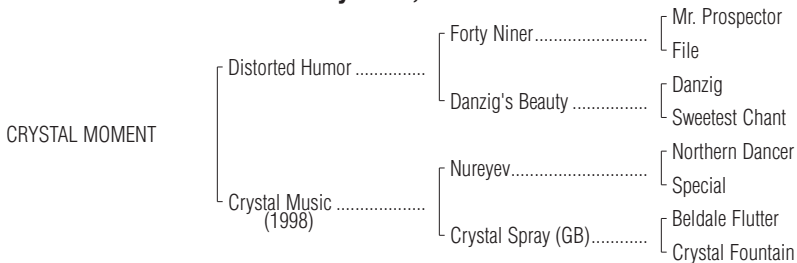 Mr. Prospector
Forty Niner........................
File
Distorted Humor ...............
Danzig
Danzig's Beauty ................
Sweetest Chant
CRYSTAL MOMENT
Northern Dancer
Nureyev.............................
Special
Crystal Music ...................
(1998)
Beldale Flutter
Crystal Spray (GB)............
Crystal Fountain